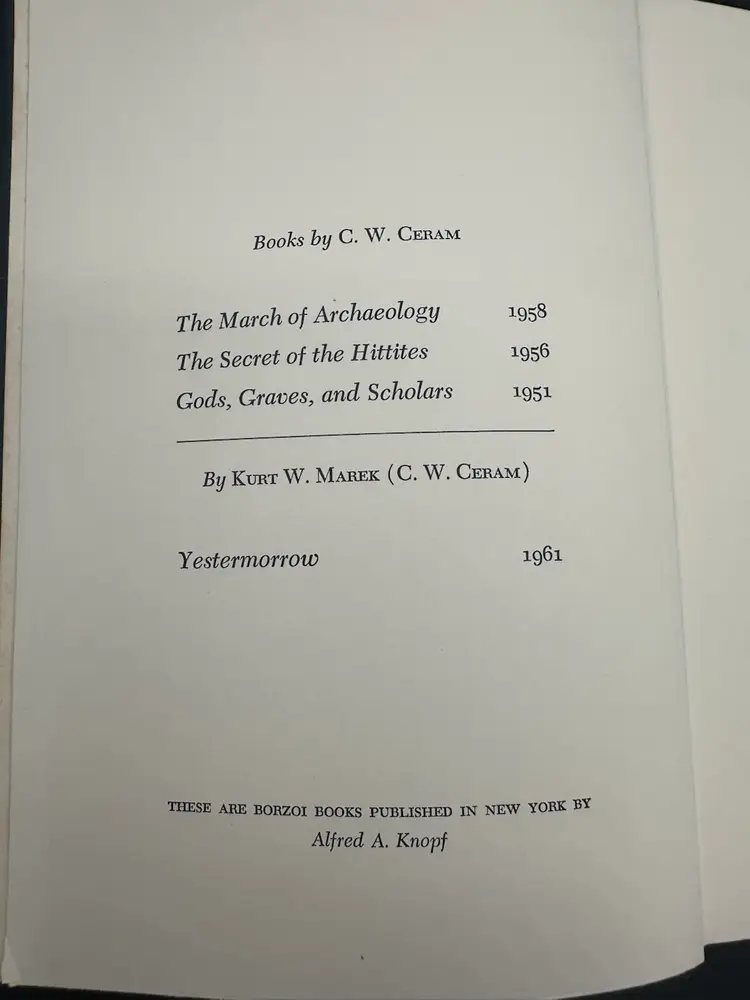 Books by C. W. CERAM
The March of Archaeology 1958
The Secret of the Hittites 1956
Gods, Graves, and Scholars 1951
By KURT W. MAREK (C. W. CERAM)
Yestermorrow 1961
THESE ARE BORZOI BOOKS PUBLISHED IN NEW YORK BY
Alfred A. Knopf